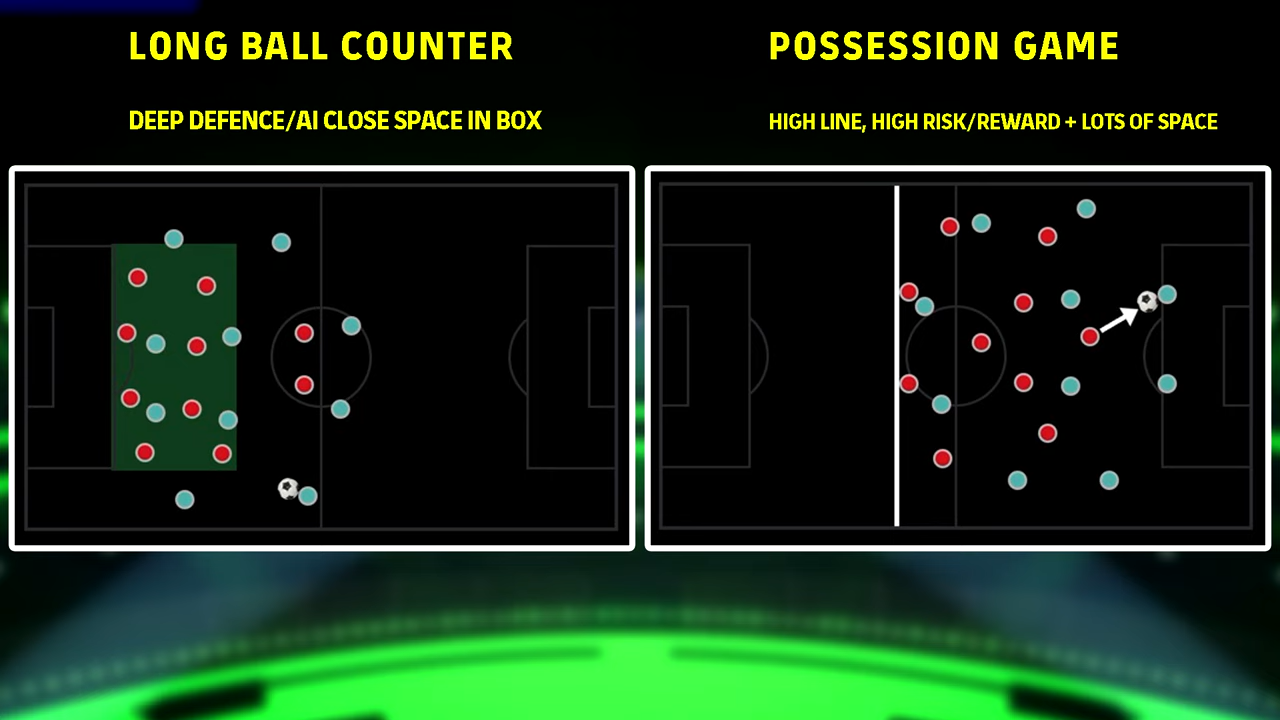 LONG BALL COUNTER
DEEP DEFENCE/AI CLOSE SPACE IN BOX
POSSESSION GAME
HIGH LINE, HIGH RISK/REWARD + LOTS OF SPACE